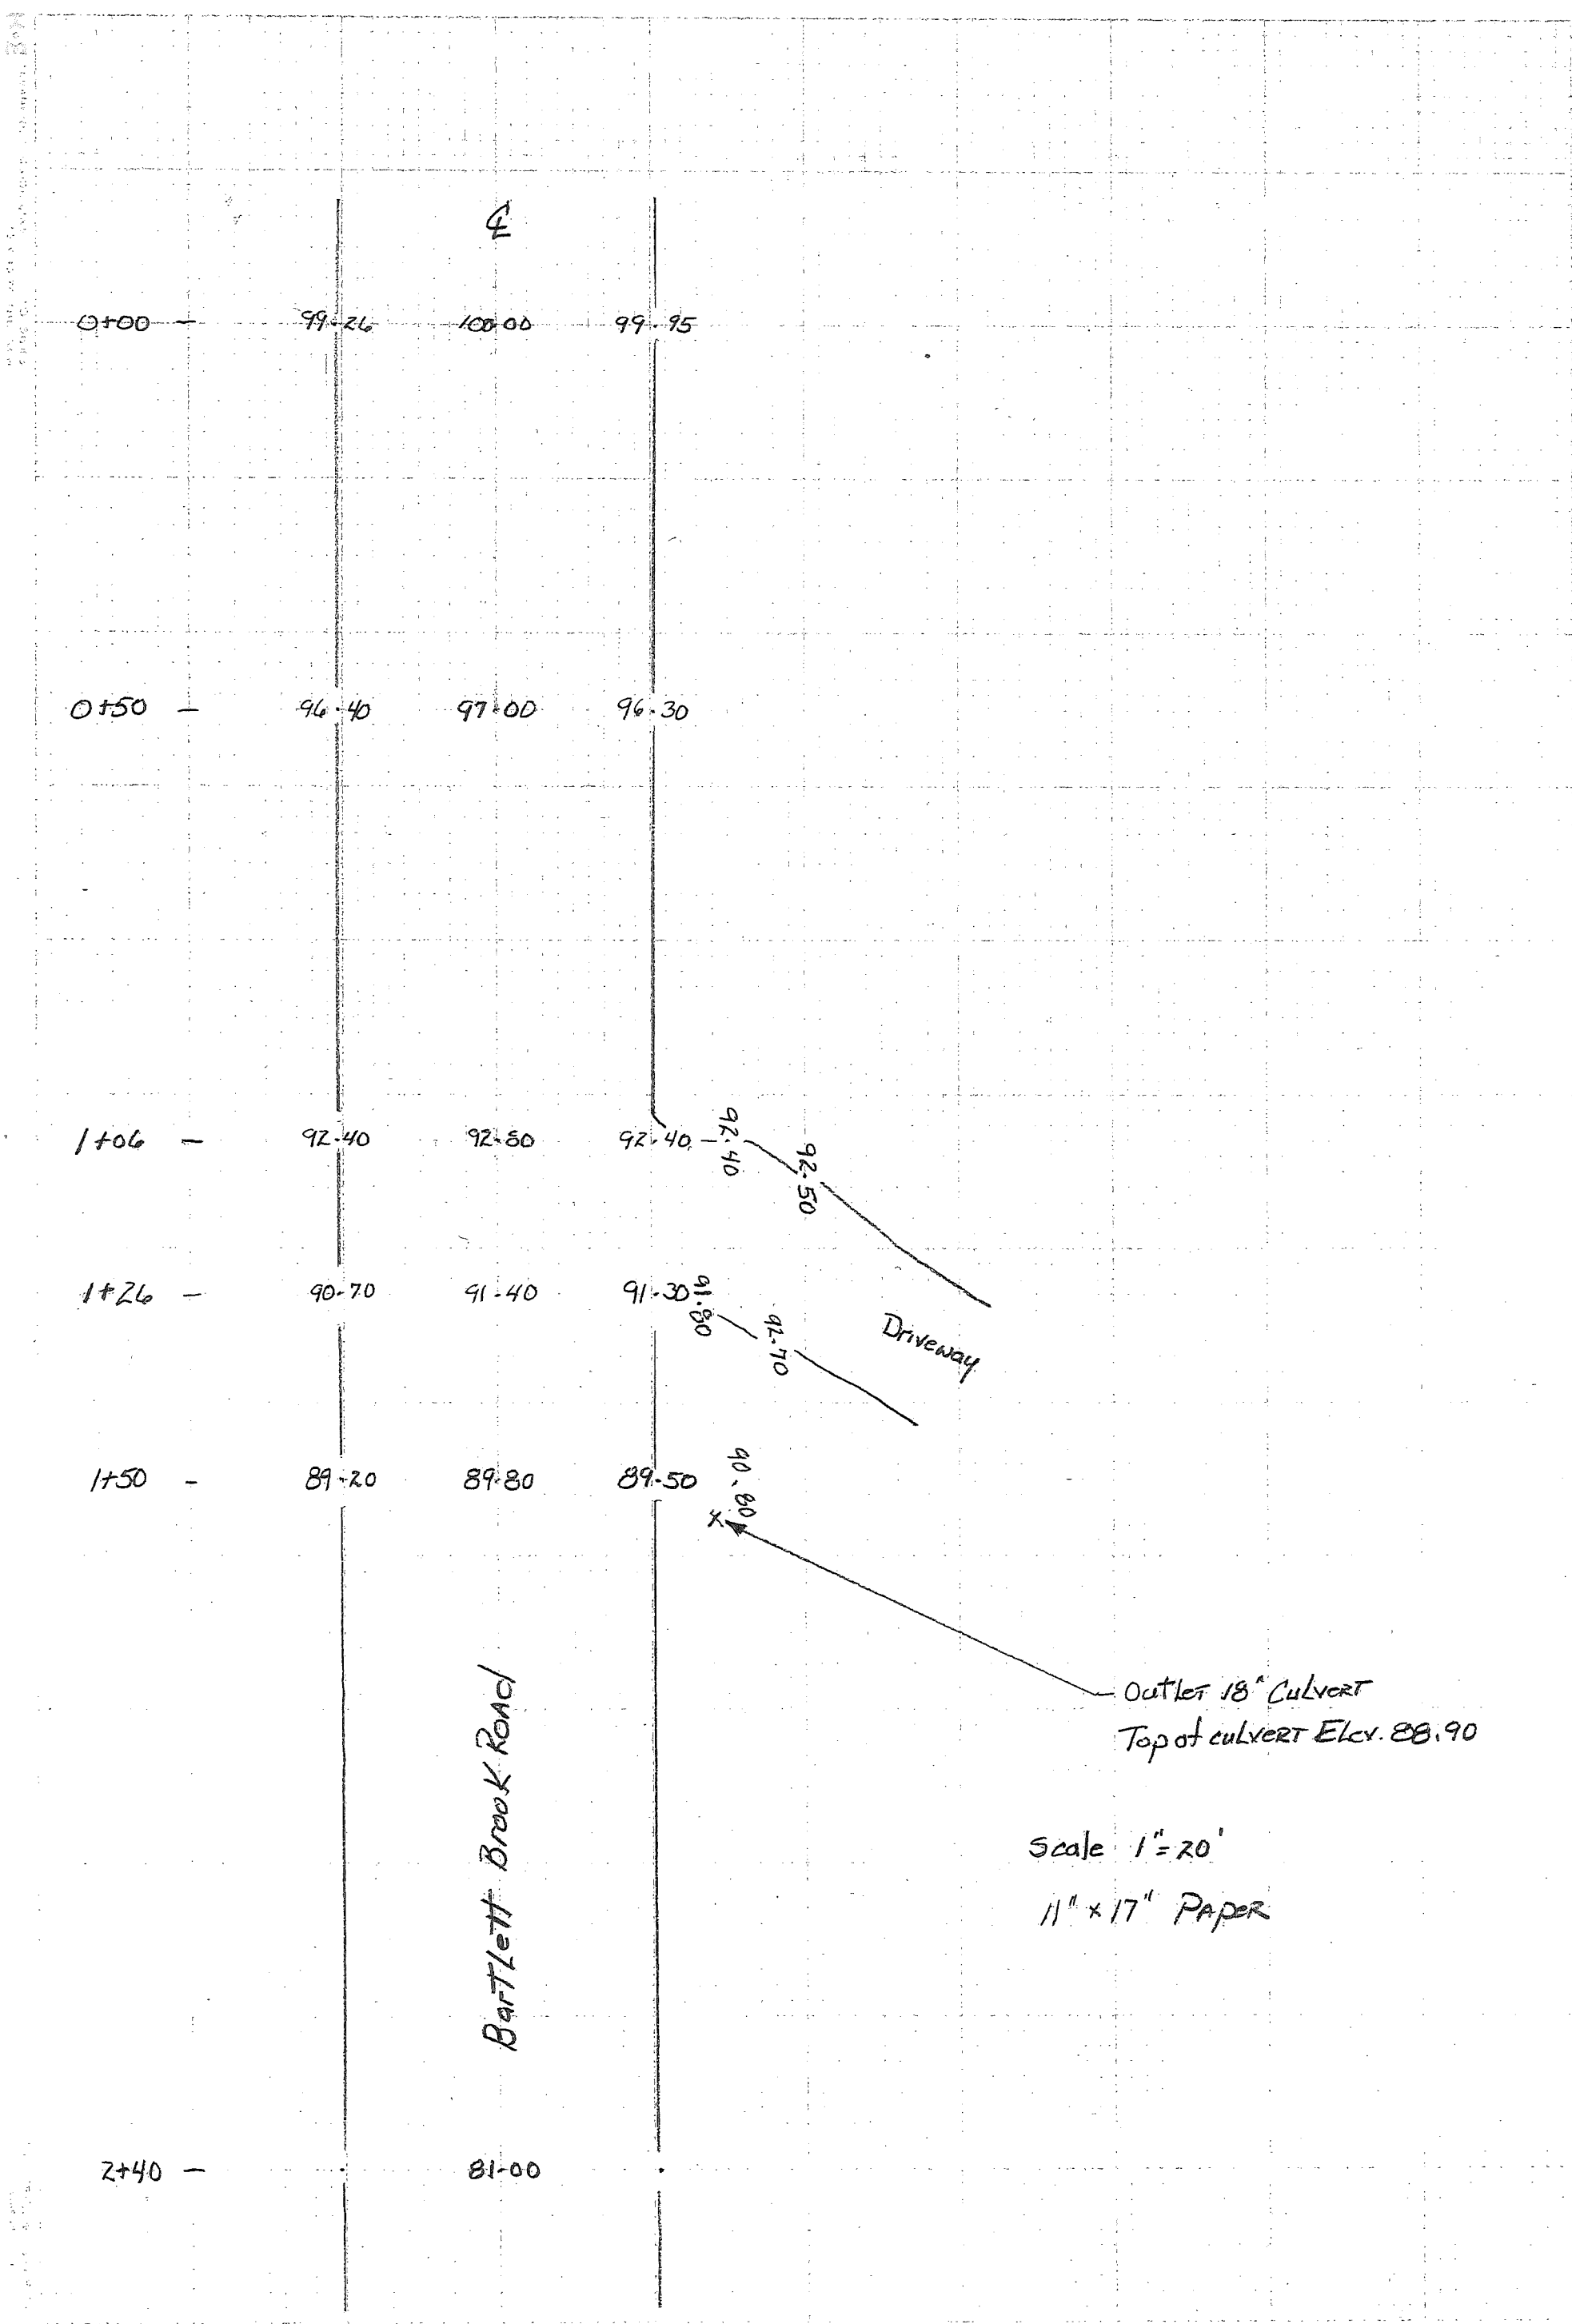 ℄
0+00 - 99.26 100.00 99.95
0+50 - 96.40 97.00 96.30
1+06 - 92.40 92.80 92.40 92.40
92.50
1+26 - 90.70 91.40 91.30 91.80
92.70
Driveway
1+50 - 89.20 89.80 89.50 90.80
x
Outlet 18" Culvert
Top of culvert Elev. 88.90
Bartlett Brook Road
Scale 1"=20'
11" x 17" Paper
2+40 - 81.00